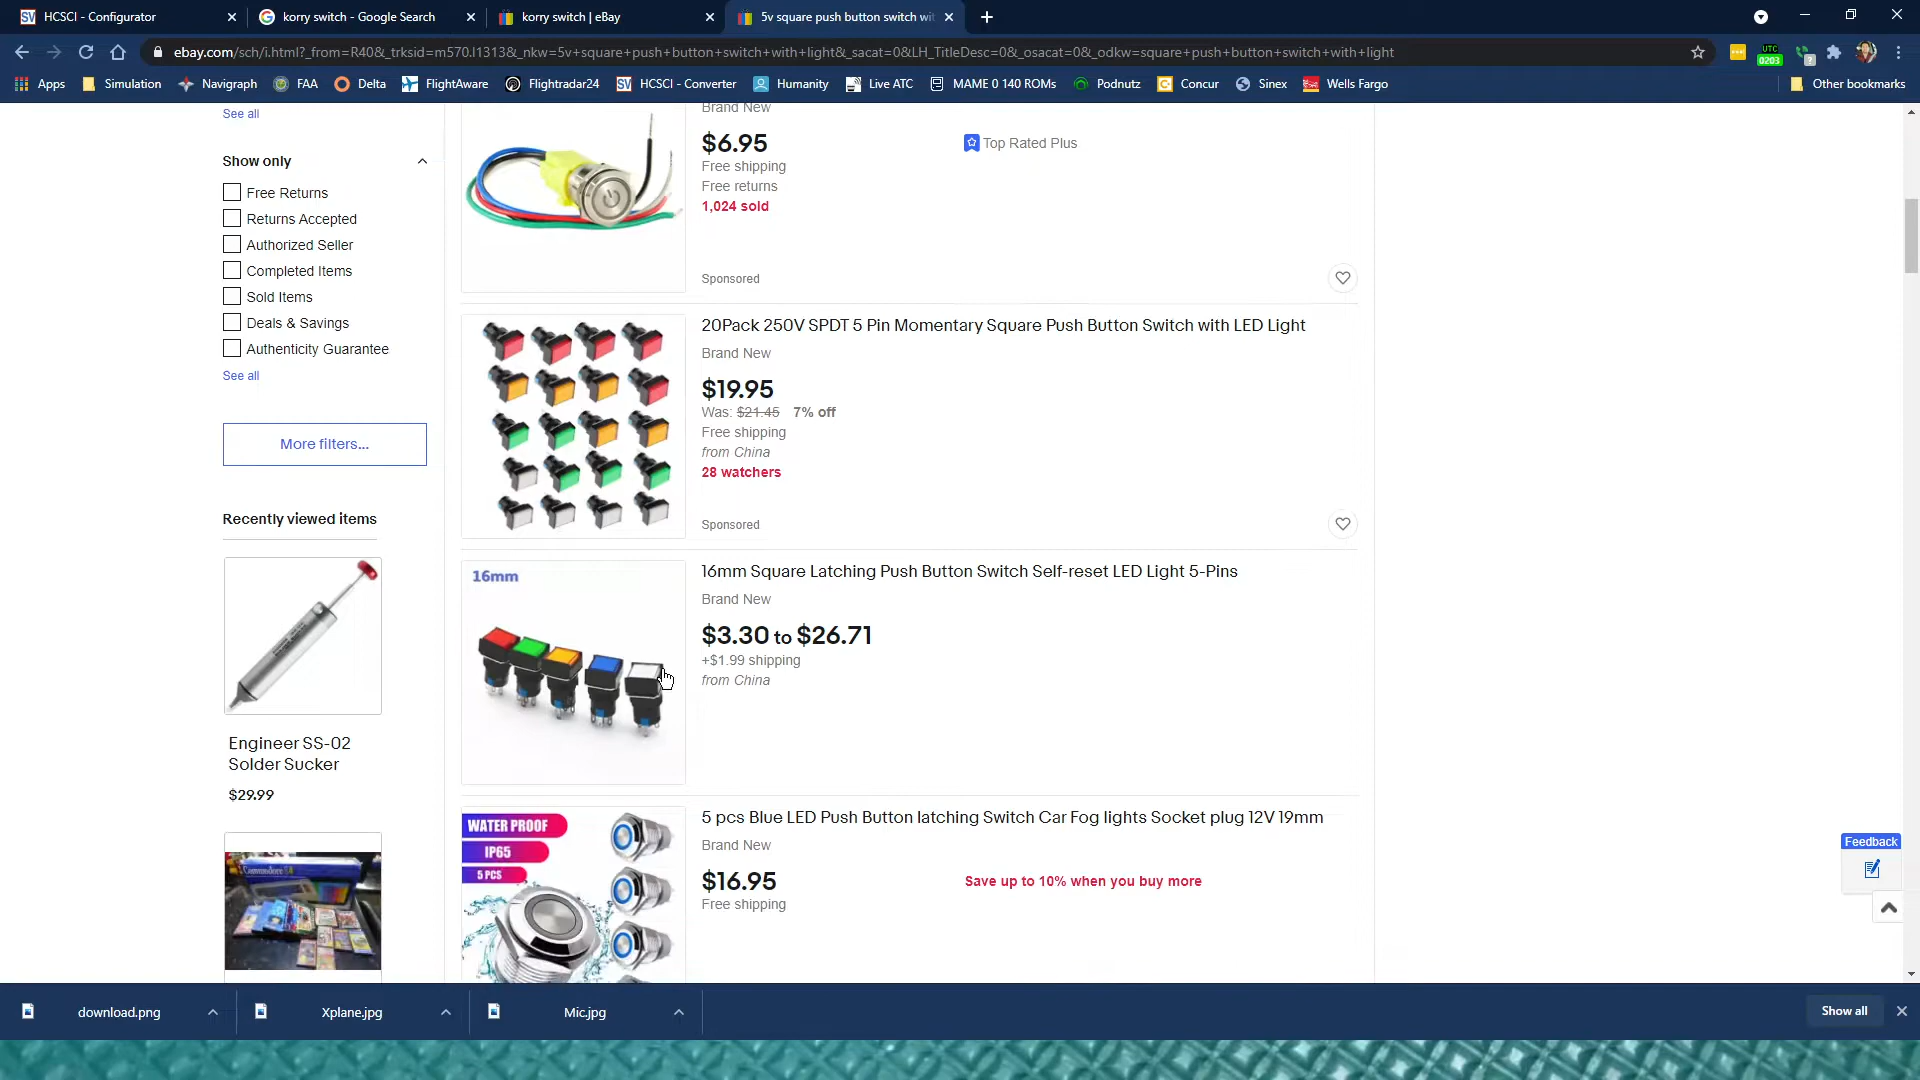 HCSCI - Configurator
korry switch - Google Search
korry switch | eBay
5v square push button switch wit
ebay.com/sch/i.html?_from=R40&_trksid=m570.l1313&_nkw=5v+square+push+button+switch+with+light&_sacat=0&LH_TitleDesc=0&_osacat=0&_odkw=square+push+button+switch+with+light
UTC
0203
Apps
Simulation
Navigraph
FAA
Delta
FlightAware
Flightradar24
SV HCSCI - Converter
Humanity
Live ATC
MAME 0 140 ROMs
Podnutz
Concur
Sinex
Wells Fargo
Other bookmarks
See all
Show only
Free Returns
Returns Accepted
Authorized Seller
Completed Items
Sold Items
Deals & Savings
Authenticity Guarantee
See all
More filters...
Recently viewed items
Engineer SS-02
Solder Sucker
$29.99
Brand New
$6.95
Top Rated Plus
Free shipping
Free returns
1,024 sold
Sponsored
20Pack 250V SPDT 5 Pin Momentary Square Push Button Switch with LED Light
Brand New
$19.95
Was: $21.45 7% off
Free shipping
from China
28 watchers
Sponsored
16mm
16mm Square Latching Push Button Switch Self-reset LED Light 5-Pins
Brand New
$3.30 to $26.71
+$1.99 shipping
from China
WATER PROOF
IP65
5 PCS
5 pcs Blue LED Push Button latching Switch Car Fog lights Socket plug 12V 19mm
Brand New
$16.95
Save up to 10% when you buy more
Free shipping
Feedback
download.png
Xplane.jpg
Mic.jpg
Show all